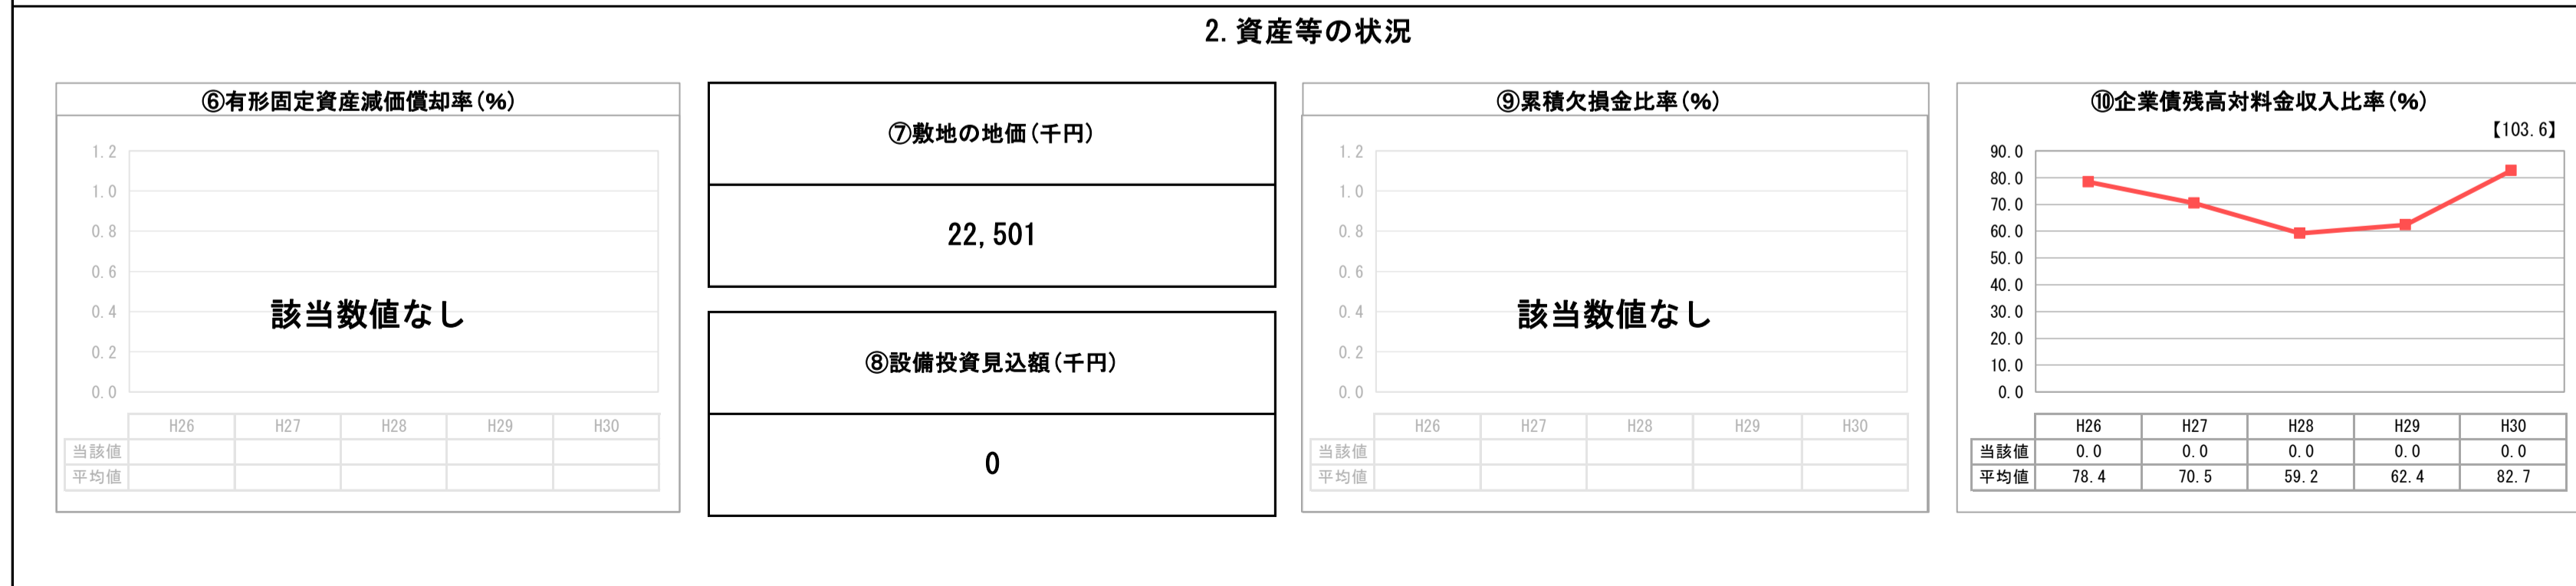 2. 資産等の状況
⑥有形固定資産減価償却率(%)
1.2
1.0
0.8
0.6
0.4
0.2
0.0
該当数値なし
H26 H27 H28 H29 H30
当該値
平均値
⑦敷地の地価(千円)
22,501
⑧設備投資見込額(千円)
0
⑨累積欠損金比率(%)
1.2
1.0
0.8
0.6
0.4
0.2
0.0
該当数値なし
H26 H27 H28 H29 H30
当該値
平均値
⑩企業債残高対料金収入比率(%)
【103.6】
90.0
80.0
70.0
60.0
50.0
40.0
30.0
20.0
10.0
0.0
H26 H27 H28 H29 H30
当該値 0.0 0.0 0.0 0.0 0.0
平均値 78.4 70.5 59.2 62.4 82.7